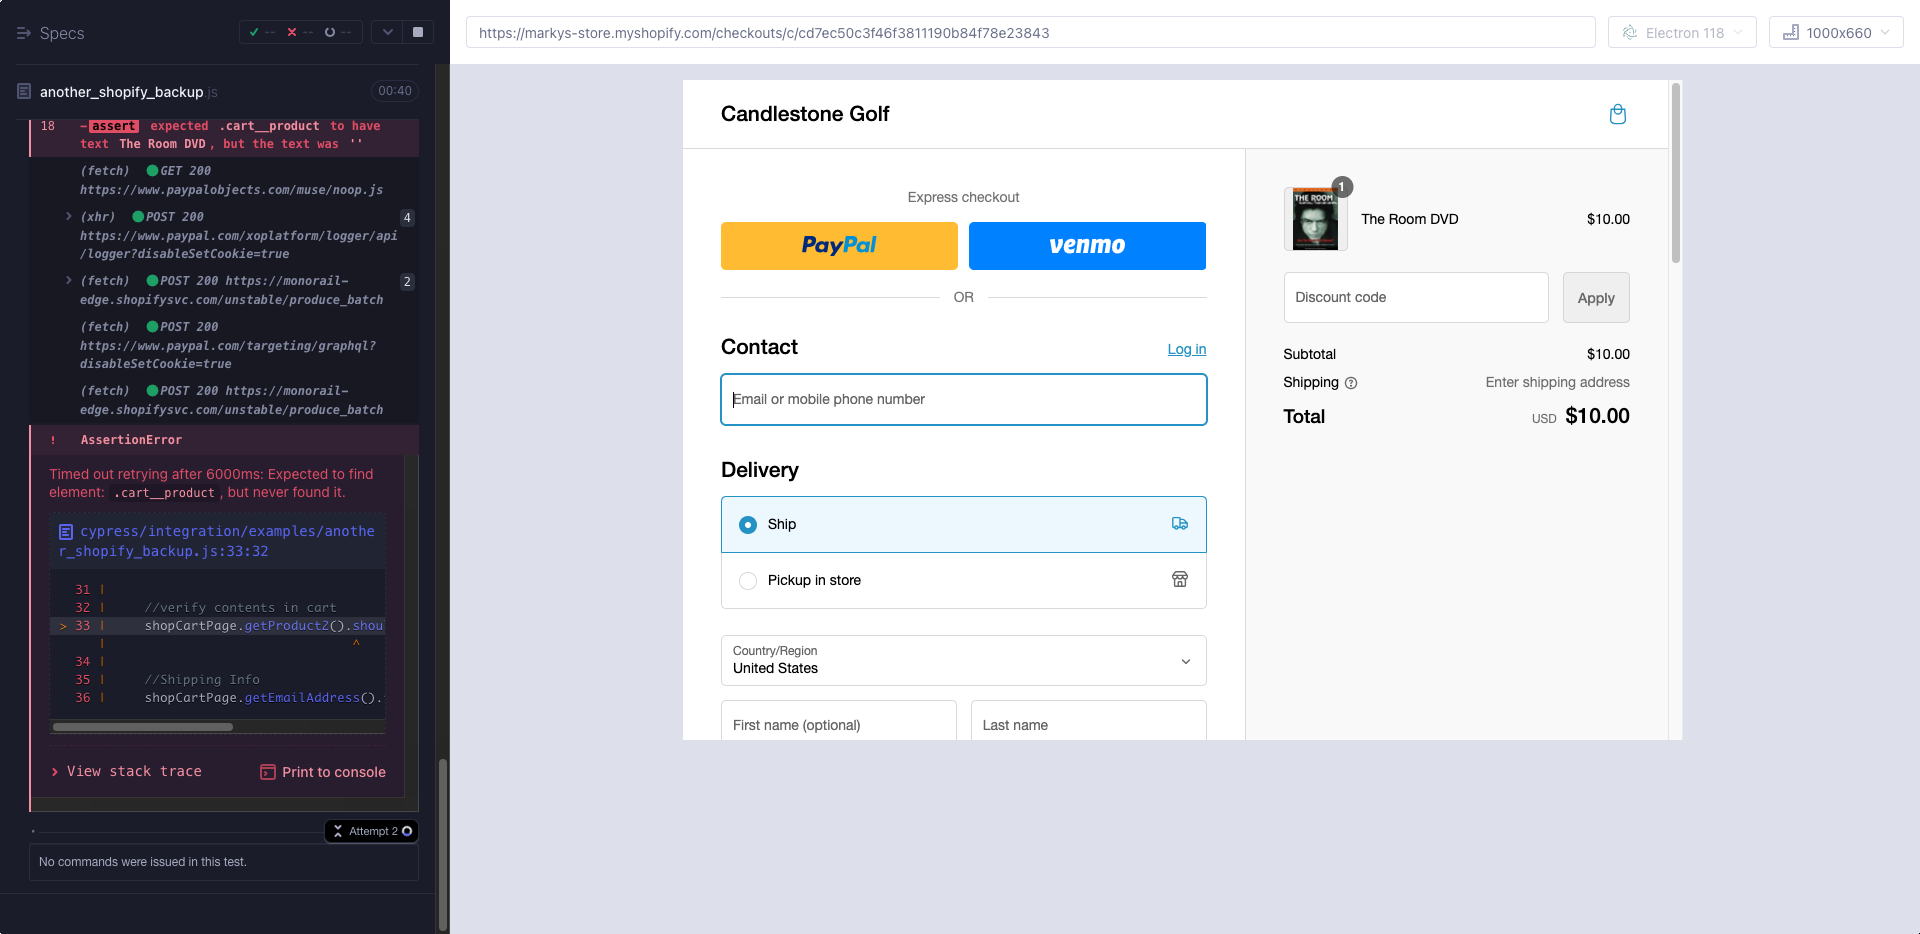 Specs
-- -- --
another_shopify_backup.js
00:40
18 -assert expected .cart__product to have
text The Room DVD, but the text was ''
(fetch) GET 200
https://www.paypalobjects.com/muse/noop.js
(xhr) POST 200 4
https://www.paypal.com/xoplatform/logger/api
/logger?disableSetCookie=true
(fetch) POST 200 https://monorail- 2
edge.shopifysvc.com/unstable/produce_batch
(fetch) POST 200
https://www.paypal.com/targeting/graphql?
disableSetCookie=true
(fetch) POST 200 https://monorail-
edge.shopifysvc.com/unstable/produce_batch
! AssertionError
Timed out retrying after 6000ms: Expected to find
element: .cart__product, but never found it.
cypress/integration/examples/anothe
r_shopify_backup.js:33:32
31 |
32 | //verify contents in cart
> 33 | shopCartPage.getProduct2().shou
| ^
34 |
35 | //Shipping Info
36 | shopCartPage.getEmailAddress().
> View stack trace
Print to console
Attempt 2
No commands were issued in this test.
https://markys-store.myshopify.com/checkouts/c/cd7ec50c3f46f3811190b84f78e23843
Electron 118
1000x660
Candlestone Golf
Express checkout
PayPal
venmo
OR
Contact
Log in
Email or mobile phone number
Delivery
Ship
Pickup in store
Country/Region
United States
First name (optional)
Last name
1
THE ROOM
The Room DVD
$10.00
Discount code
Apply
Subtotal
$10.00
Shipping ?
Enter shipping address
Total
USD $10.00